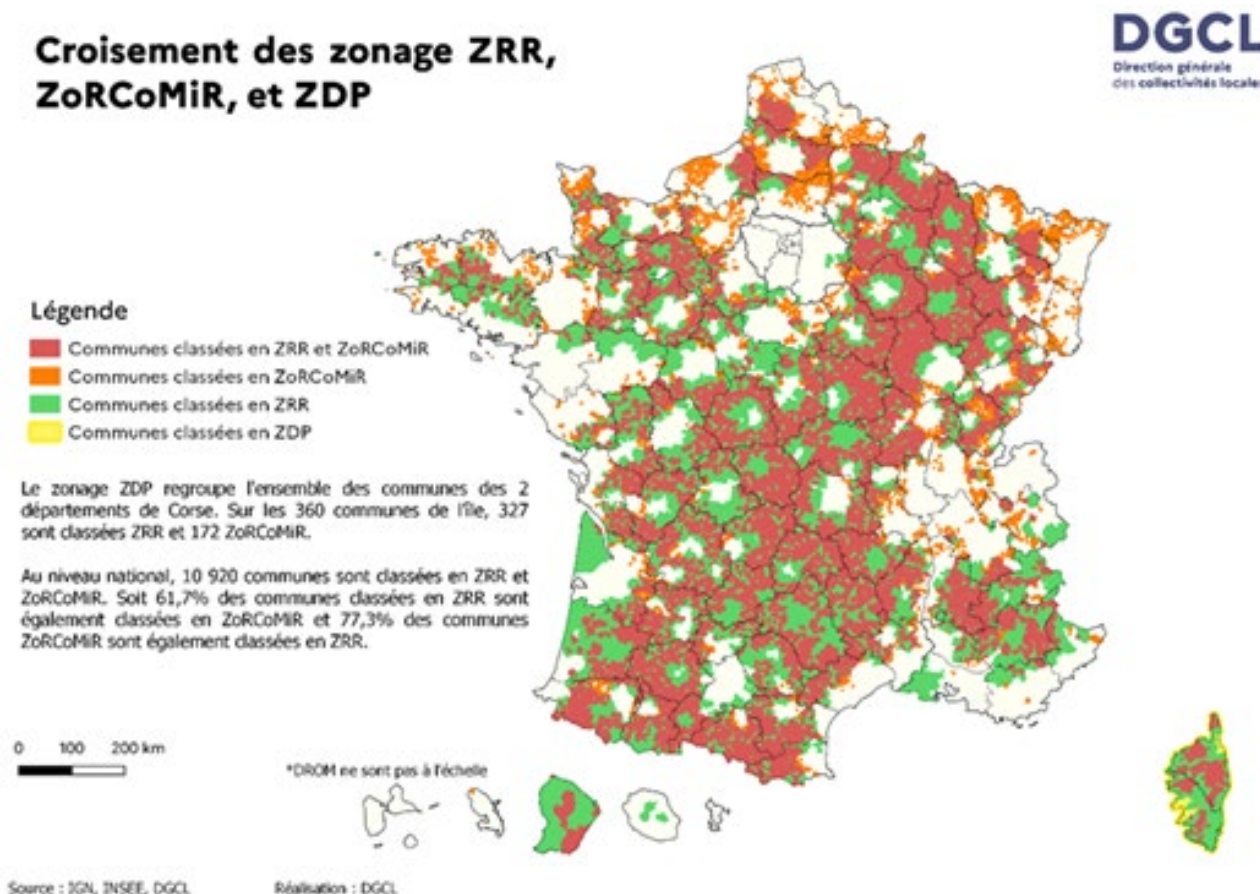 Croisement des zonage ZRR,
ZoRCoMiR, et ZDP
DGCL
Direction générale
des collectivités locales
Légende
Communes classées en ZRR et ZoRCoMiR
Communes classées en ZoRCoMiR
Communes classées en ZRR
Communes classées en ZDP
Le zonage ZDP regroupe l'ensemble des communes des 2
départements de Corse. Sur les 360 communes de l'île, 327
sont classées ZRR et 172 ZoRCoMiR.
Au niveau national, 10 920 communes sont classées en ZRR et
ZoRCoMiR. Soit 61,7% des communes classées en ZRR sont
également classées en ZoRCoMiR et 77,3% des communes
ZoRCoMiR sont également classées en ZRR.
0 100 200 km
*DROM ne sont pas à l'échelle
Source : IGN, INSEE, DGCL Réalisation : DGCL